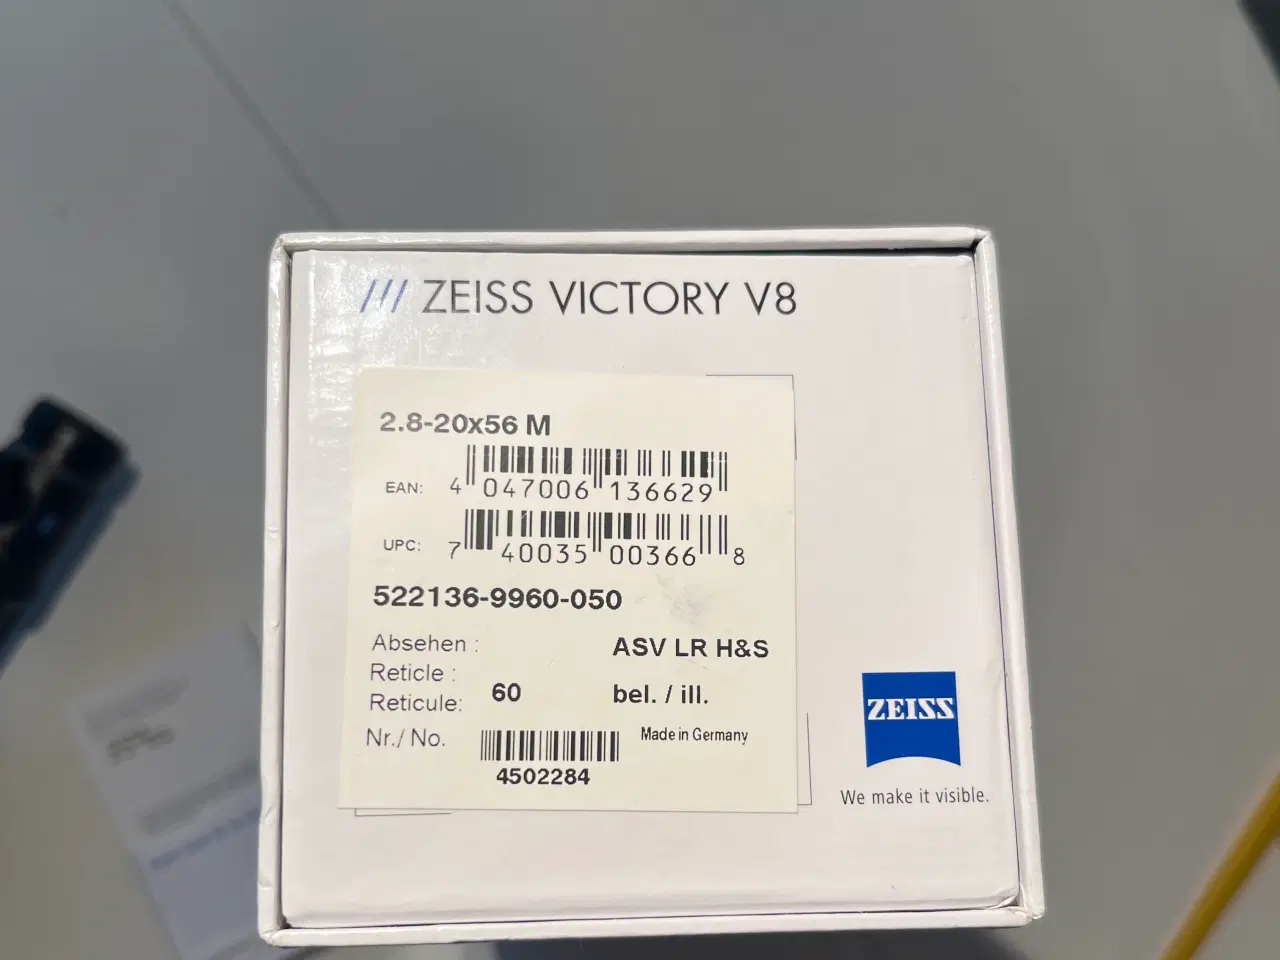 /// ZEISS VICTORY V8
2.8-20x56 M
EAN: 4 047006 136629
UPC: 7 40035 00366 8
522136-9960-050
Absehen : ASV LR H&S
Reticle :
Reticule: 60 bel. / ill.
Nr./ No. Made in Germany
4502284
ZEISS
We make it visible.